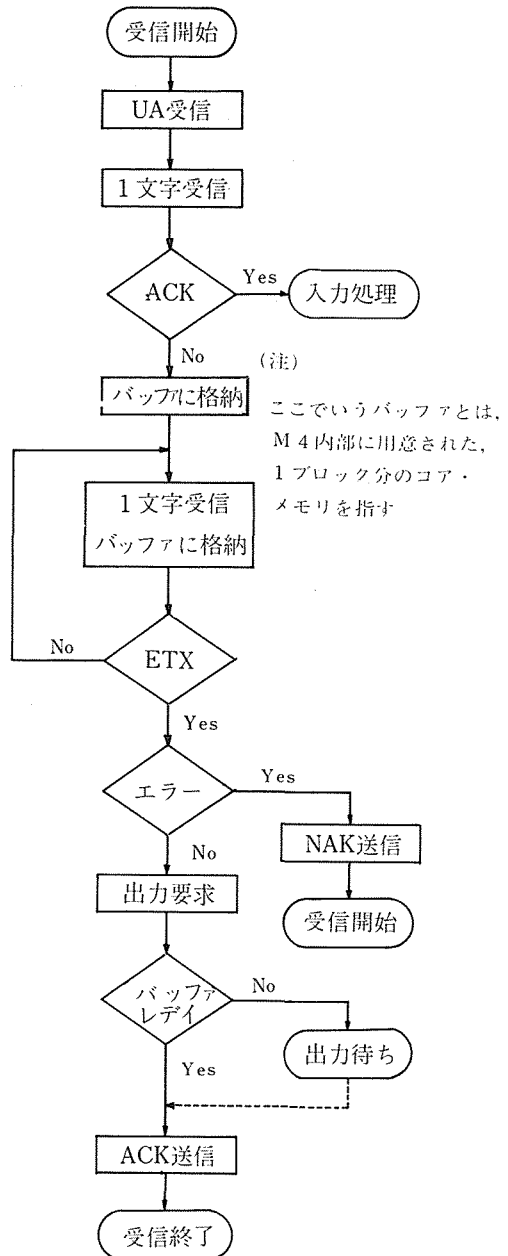 受信開始
UA受信
1文字受信
ACK
Yes
入力処理
No
バッファに格納
(注)
ここでいうバッファとは,
M4内部に用意された,
1ブロック分のコア・
メモリを指す
1文字受信
バッファに格納
ETX
No
Yes
エラー
Yes
NAK送信
受信開始
No
出力要求
バッファ
レディ
No
出力待ち
Yes
ACK送信
受信終了